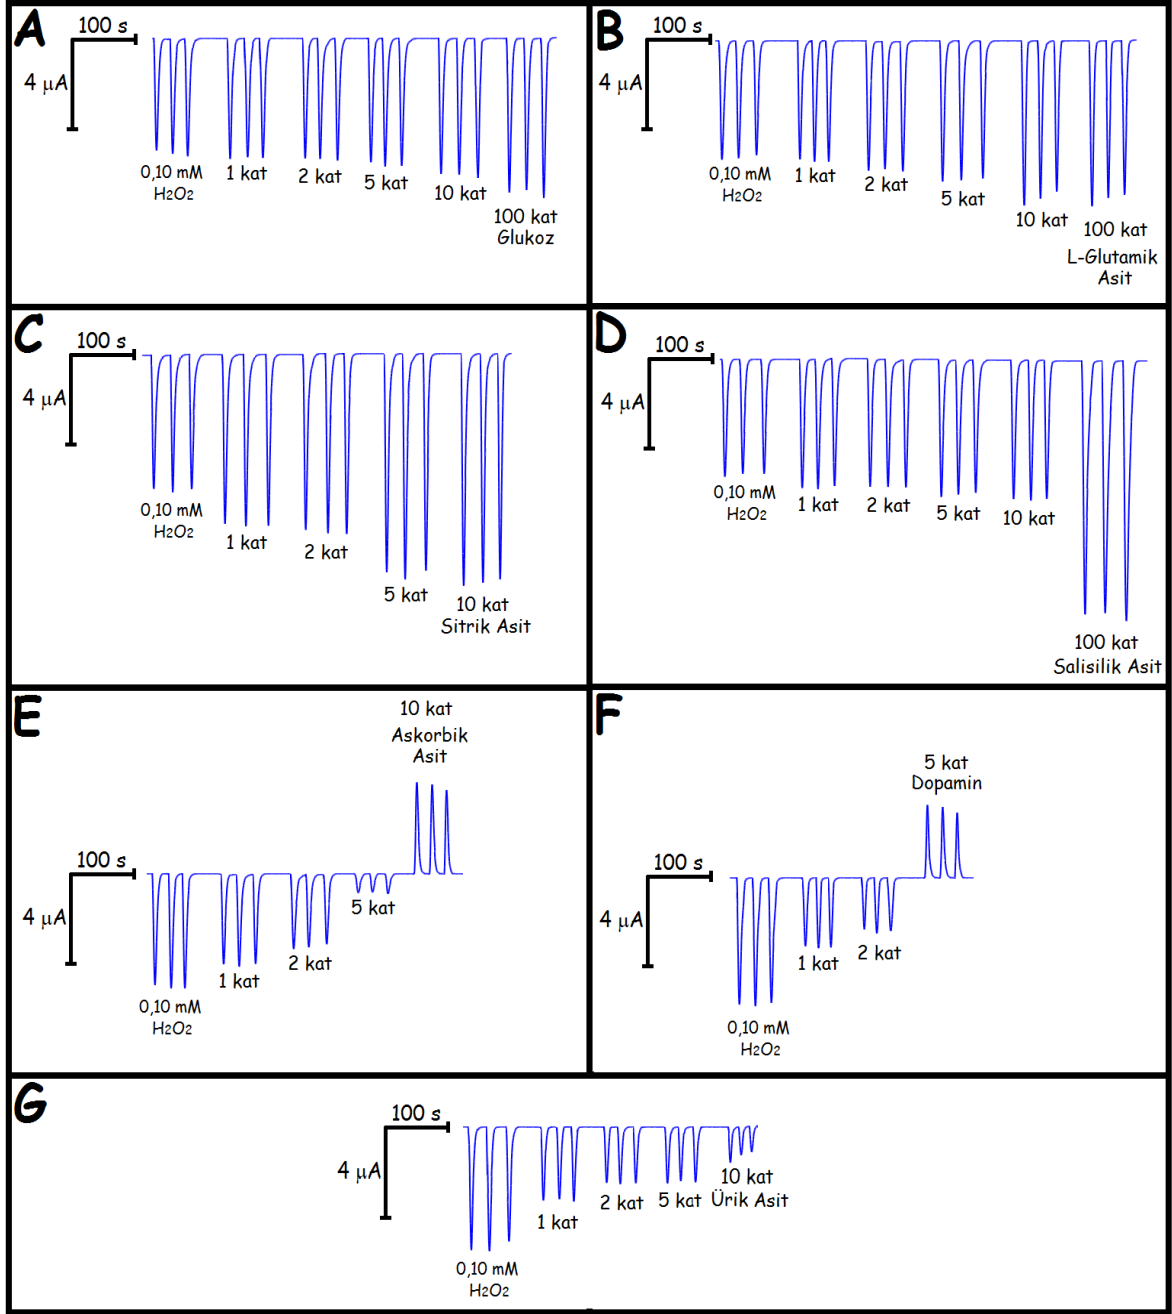 A
100 s
4 µA
0,10 mM
H2O2
1 kat
2 kat
5 kat
10 kat
100 kat
Glukoz
B
100 s
4 µA
0,10 mM
H2O2
1 kat
2 kat
5 kat
10 kat
100 kat
L-Glutamik
Asit
C
100 s
4 µA
0,10 mM
H2O2
1 kat
2 kat
5 kat
10 kat
Sitrik Asit
D
100 s
4 µA
0,10 mM
H2O2
1 kat
2 kat
5 kat
10 kat
100 kat
Salisilik Asit
E
100 s
4 µA
0,10 mM
H2O2
1 kat
2 kat
5 kat
10 kat
Askorbik
Asit
F
100 s
4 µA
0,10 mM
H2O2
1 kat
2 kat
5 kat
Dopamin
G
100 s
4 µA
0,10 mM
H2O2
1 kat
2 kat
5 kat
10 kat
Ürik Asit